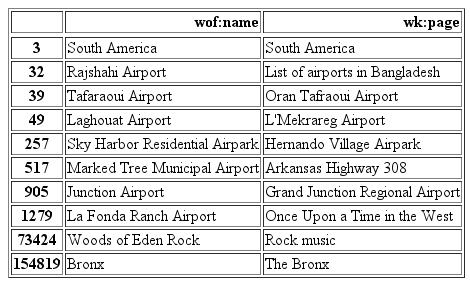 wof:name wk:page
3 South America South America
32 Rajshahi Airport List of airports in Bangladesh
39 Tafaraoui Airport Oran Tafraoui Airport
49 Laghouat Airport L'Mekrareg Airport
257 Sky Harbor Residential Airpark Hernando Village Airpark
517 Marked Tree Municipal Airport Arkansas Highway 308
905 Junction Airport Grand Junction Regional Airport
1279 La Fonda Ranch Airport Once Upon a Time in the West
73424 Woods of Eden Rock Rock music
154819 Bronx The Bronx